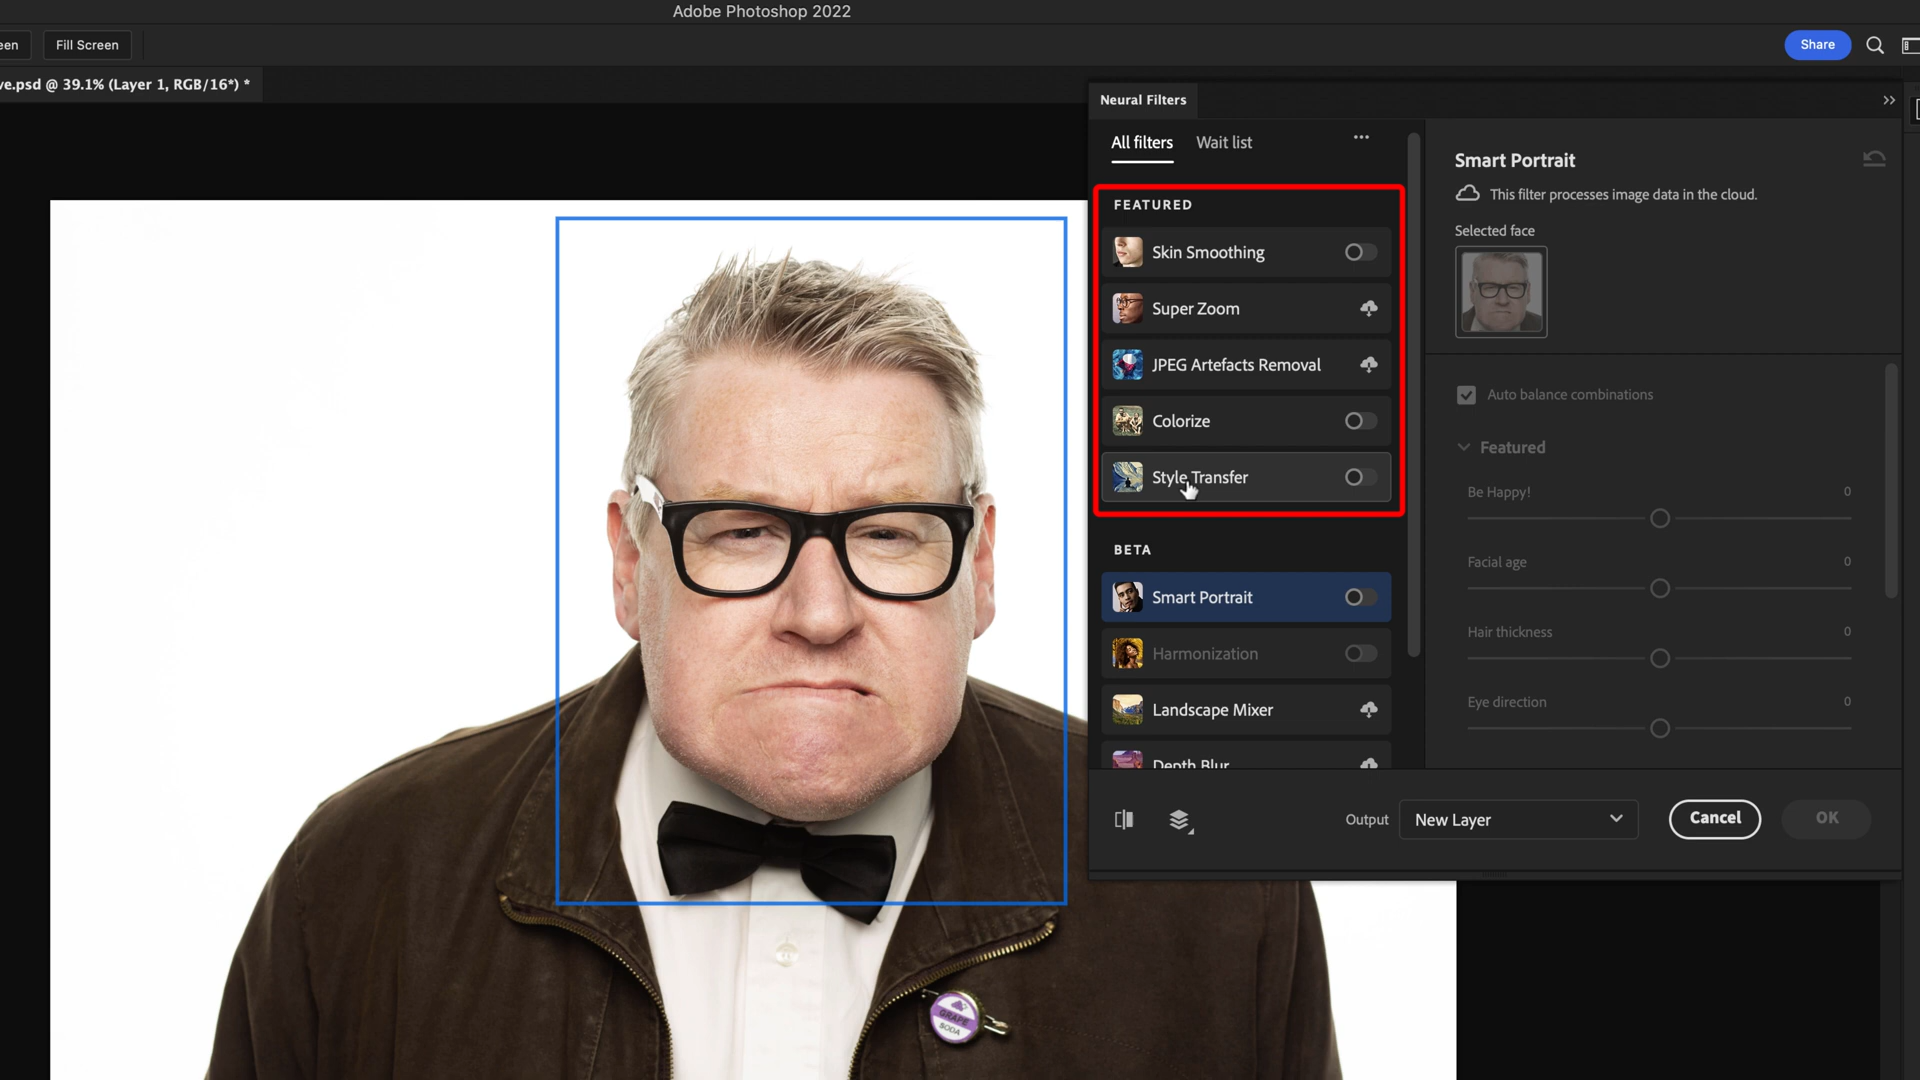 Adobe Photoshop 2022
een
Fill Screen
Share
ve.psd @ 39.1% (Layer 1, RGB/16*) *
Neural Filters
All filters
Wait list
FEATURED
Skin Smoothing
Super Zoom
JPEG Artefacts Removal
Colorize
Style Transfer
BETA
Smart Portrait
Harmonization
Landscape Mixer
Depth Blur
Smart Portrait
This filter processes image data in the cloud.
Selected face
Auto balance combinations
Featured
Be Happy! 0
Facial age 0
Hair thickness 0
Eye direction 0
Output
New Layer
Cancel
OK
GRAPE
SODA